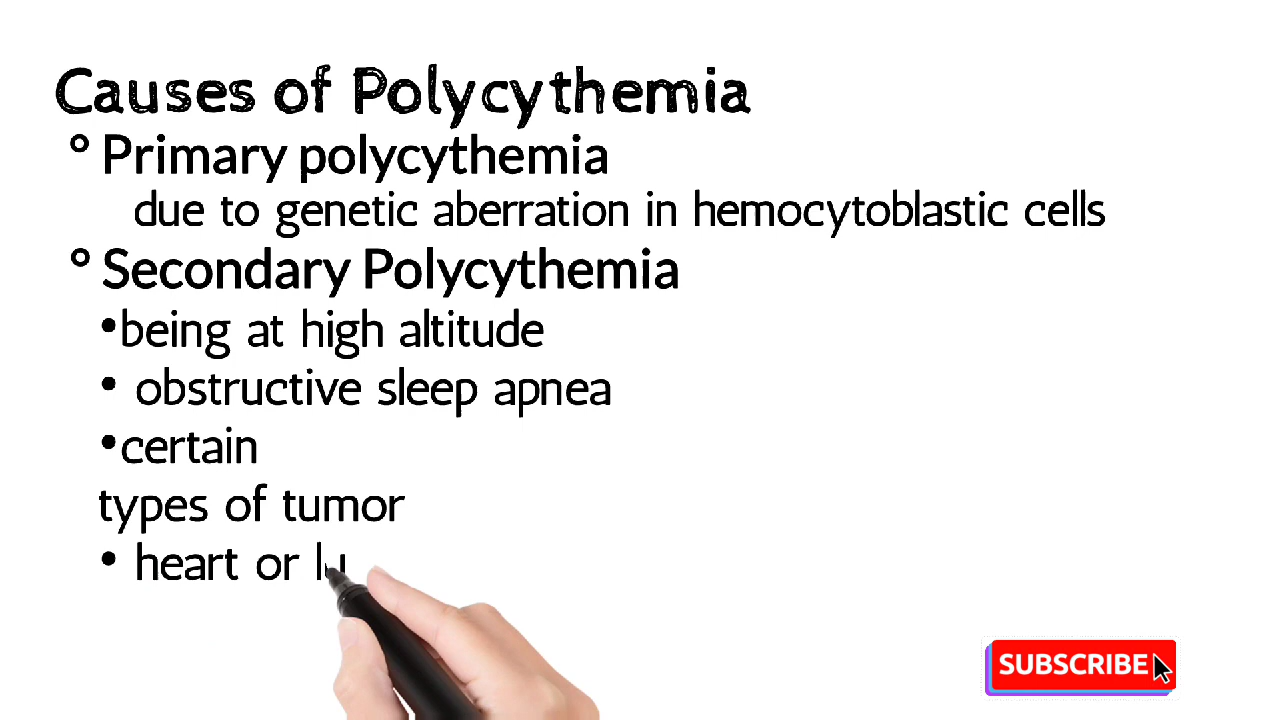 Causes of Polycythemia
° Primary polycythemia
due to genetic aberration in hemocytoblastic cells
° Secondary Polycythemia
•being at high altitude
• obstructive sleep apnea
•certain
types of tumor
• heart or lu
SUBSCRIBE